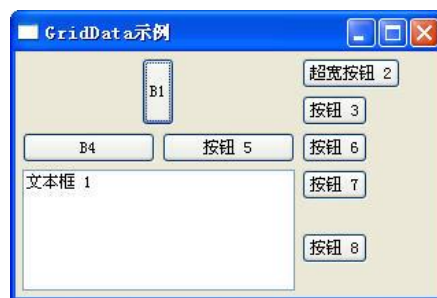 GridData示例
B1
超宽按钮 2
按钮 3
B4
按钮 5
按钮 6
文本框 1
按钮 7
按钮 8